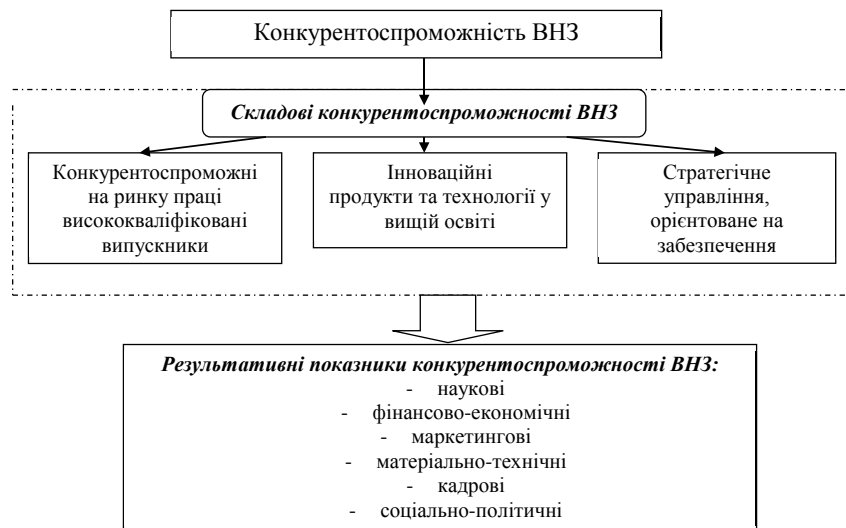 Конкурентоспроможність ВНЗ
Складові конкурентоспроможності ВНЗ
Конкурентоспроможні
на ринку праці
висококваліфіковані
випускники
Інноваційні
продукти та технології у
вищій освіті
Стратегічне
управління,
орієнтоване на
забезпечення
Результативні показники конкурентоспроможності ВНЗ:
- наукові
- фінансово-економічні
- маркетингові
- матеріально-технічні
- кадрові
- соціально-політичні